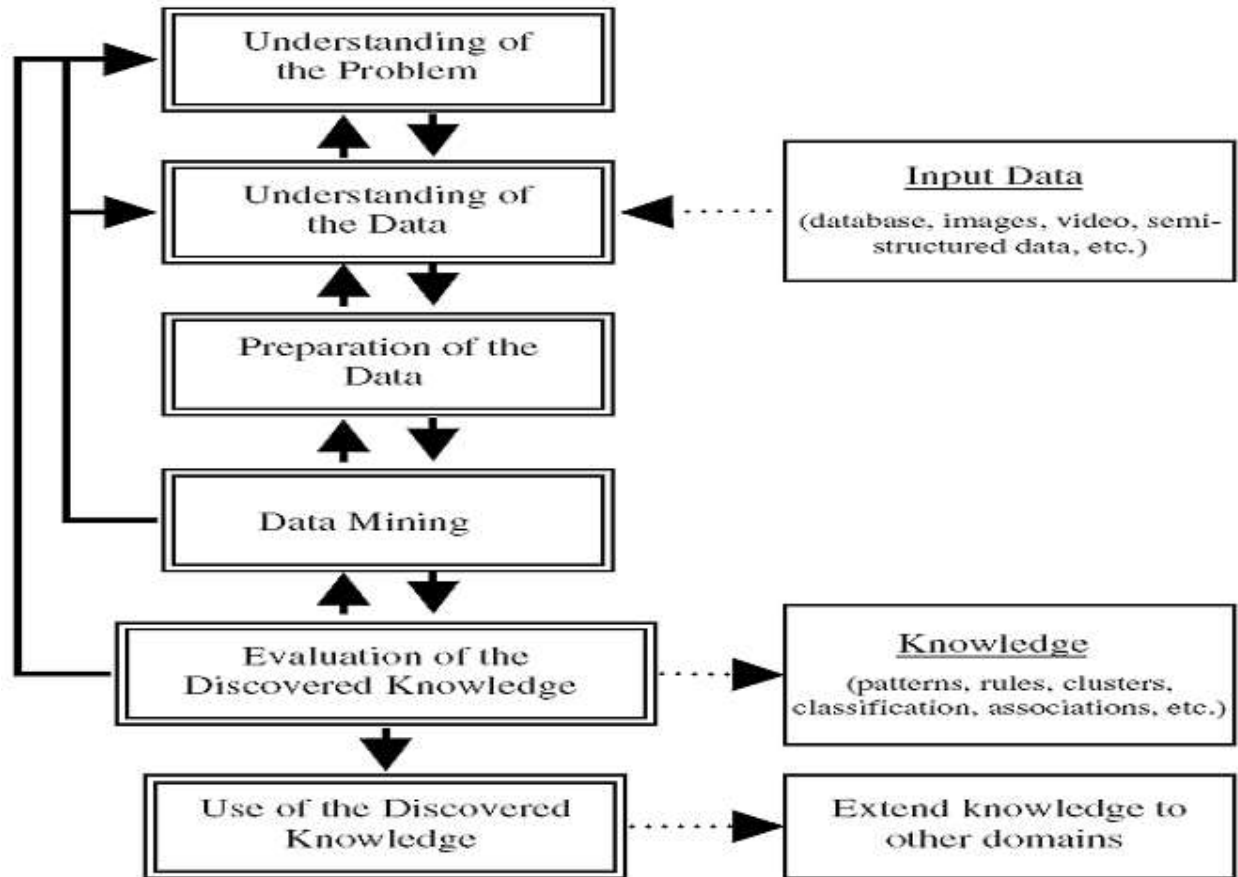 Understanding of
the Problem
Understanding of
the Data
Input Data
(database, images, video, semi-
structured data, etc.)
Preparation of the
Data
Data Mining
Evaluation of the
Discovered Knowledge
Knowledge
(patterns, rules, clusters,
classification, associations, etc.)
Use of the Discovered
Knowledge
Extend knowledge to
other domains